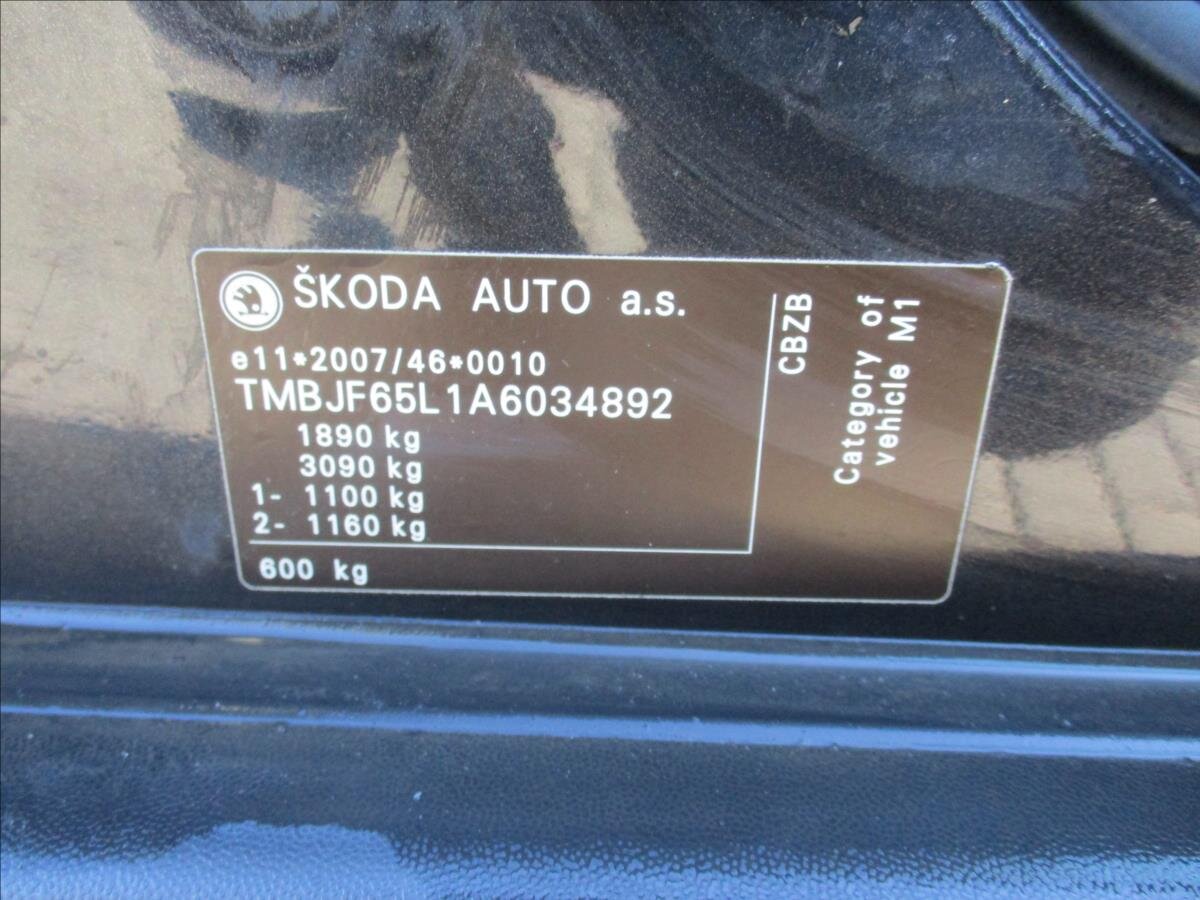 ŠKODA AUTO a.s.
e11*2007/46*0010
TMBJF65L1A6034892
1890 kg
3090 kg
1- 1100 kg
2- 1160 kg
600 kg
CBZB
Category of
vehicle M1